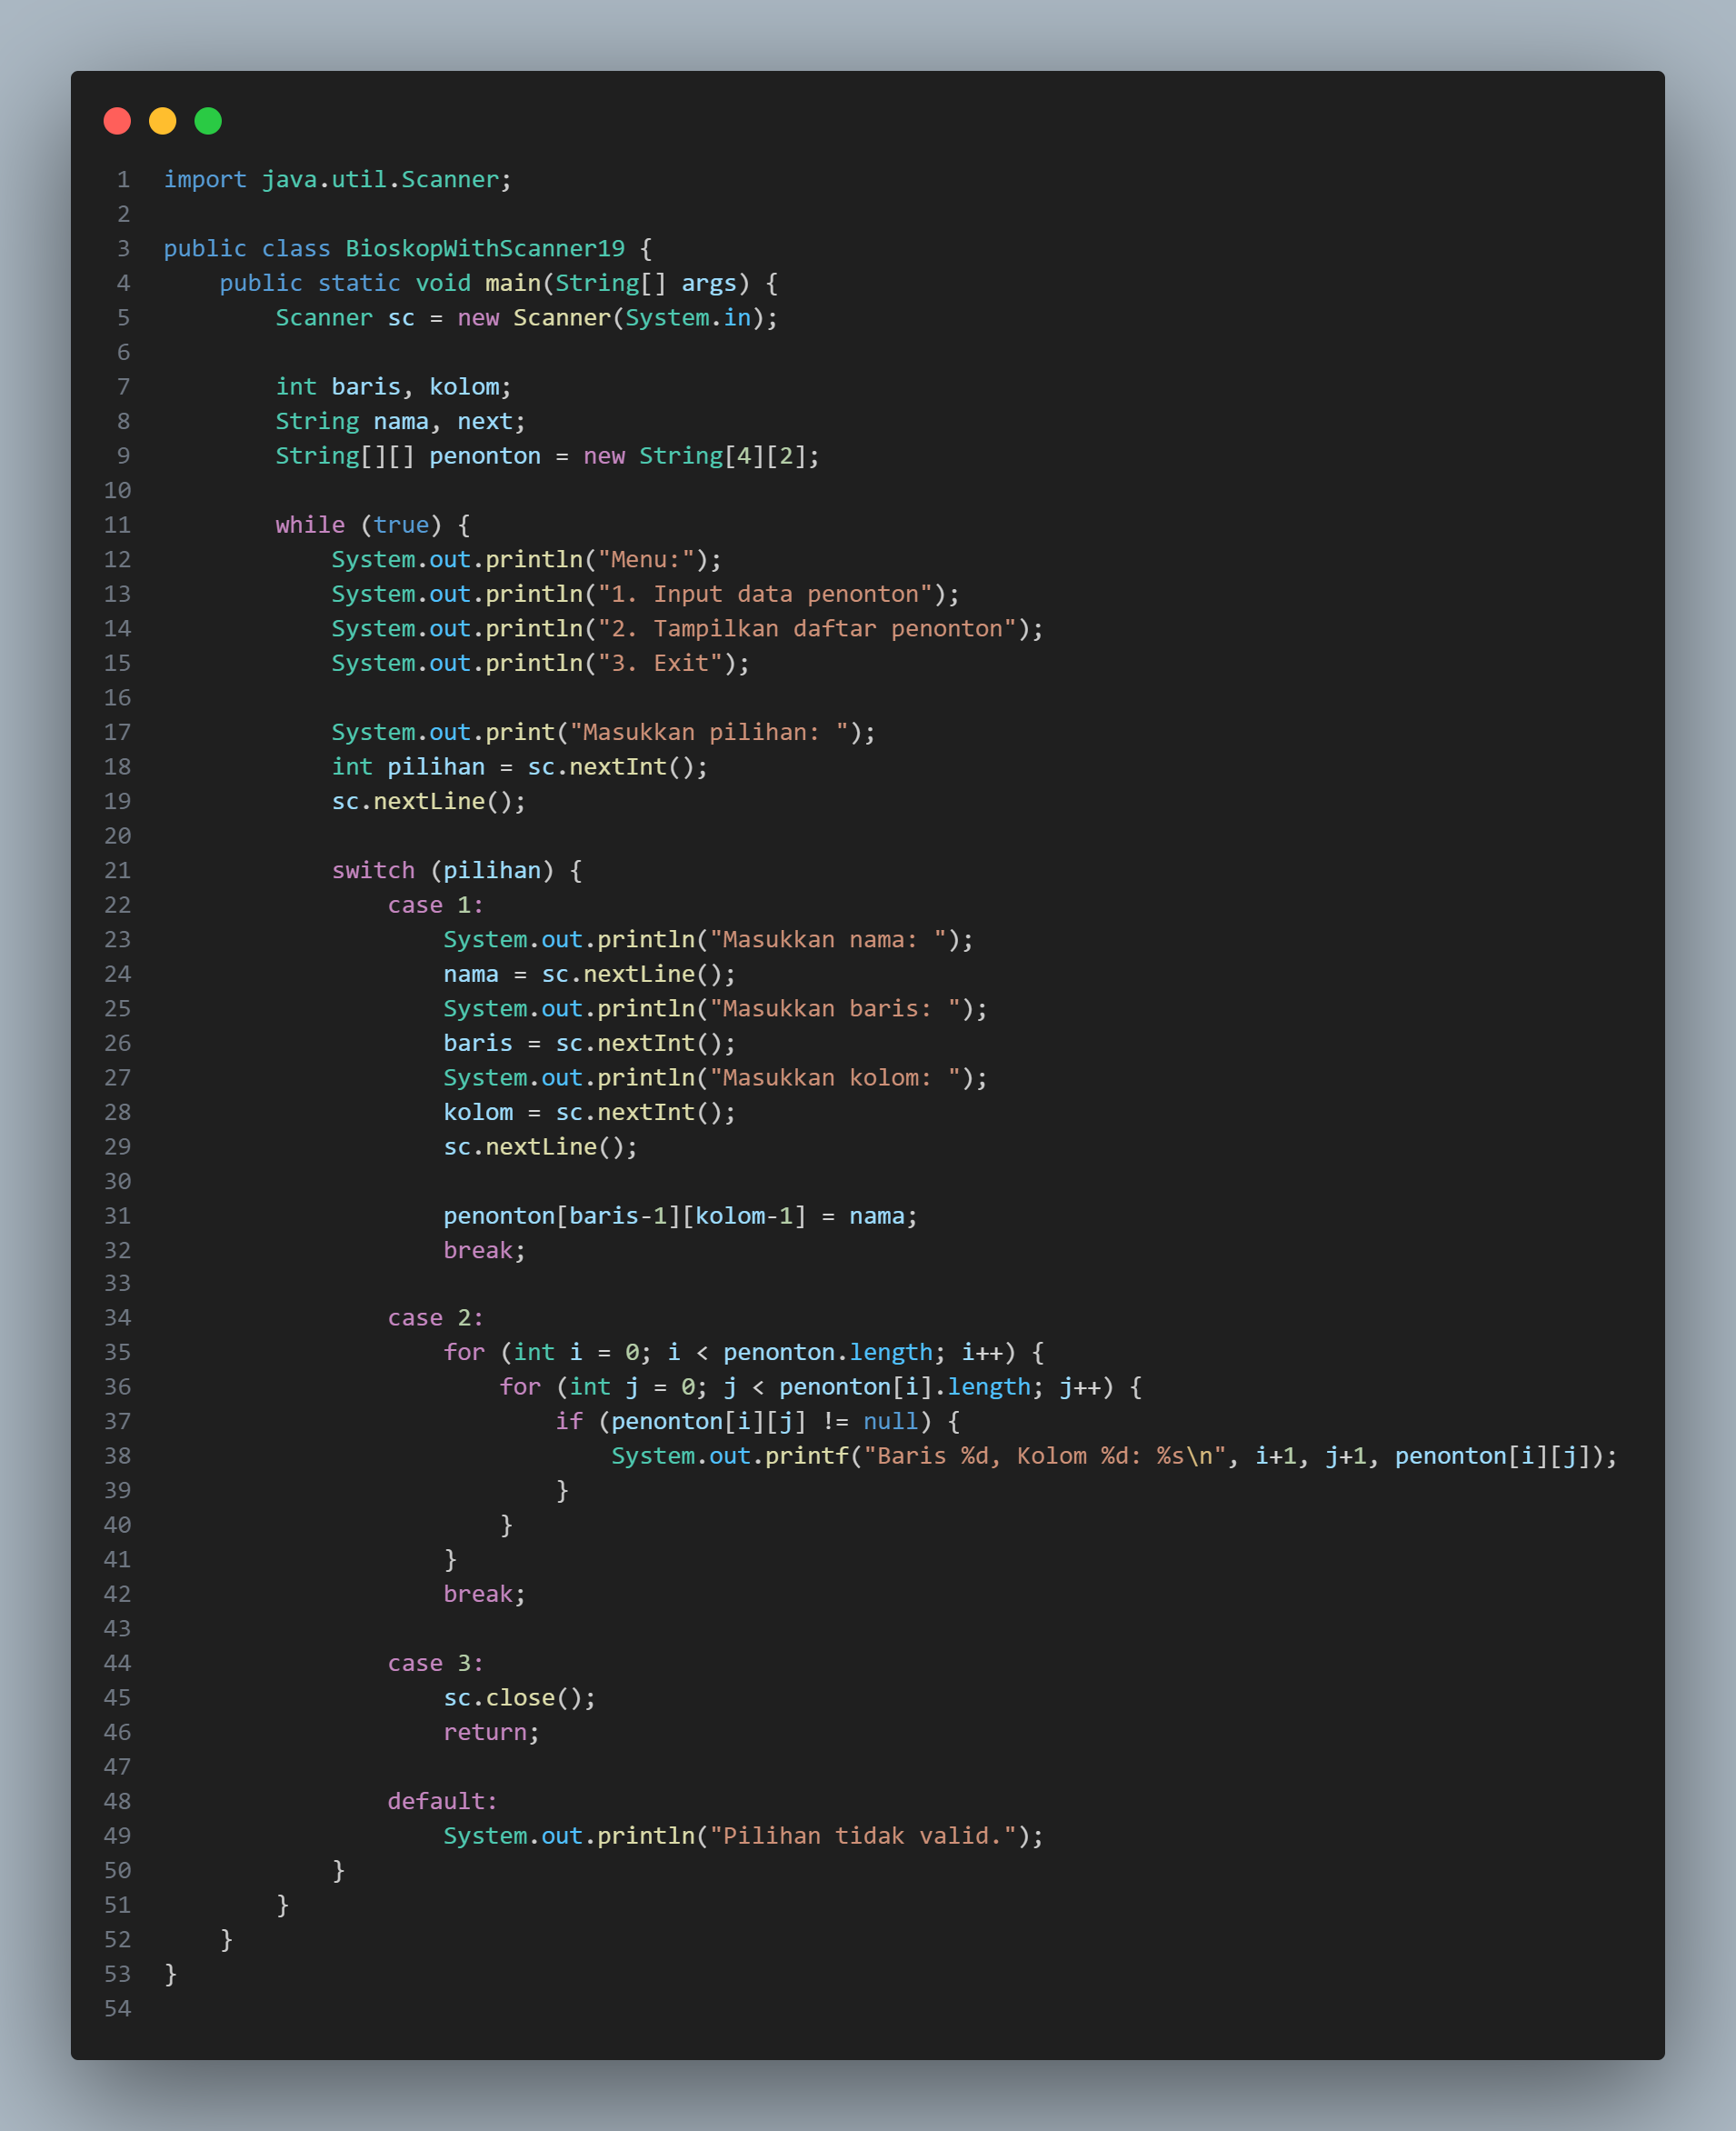 1 import java.util.Scanner;
2
3 public class BioskopWithScanner19 {
4     public static void main(String[] args) {
5         Scanner sc = new Scanner(System.in);
6
7         int baris, kolom;
8         String nama, next;
9         String[][] penonton = new String[4][2];
10
11         while (true) {
12             System.out.println("Menu:");
13             System.out.println("1. Input data penonton");
14             System.out.println("2. Tampilkan daftar penonton");
15             System.out.println("3. Exit");
16
17             System.out.print("Masukkan pilihan: ");
18             int pilihan = sc.nextInt();
19             sc.nextLine();
20
21             switch (pilihan) {
22                 case 1:
23                     System.out.println("Masukkan nama: ");
24                     nama = sc.nextLine();
25                     System.out.println("Masukkan baris: ");
26                     baris = sc.nextInt();
27                     System.out.println("Masukkan kolom: ");
28                     kolom = sc.nextInt();
29                     sc.nextLine();
30
31                     penonton[baris-1][kolom-1] = nama;
32                     break;
33
34                 case 2:
35                     for (int i = 0; i < penonton.length; i++) {
36                         for (int j = 0; j < penonton[i].length; j++) {
37                             if (penonton[i][j] != null) {
38                                 System.out.printf("Baris %d, Kolom %d: %s\n", i+1, j+1, penonton[i][j]);
39                             }
40                         }
41                     }
42                     break;
43
44                 case 3:
45                     sc.close();
46                     return;
47
48                 default:
49                     System.out.println("Pilihan tidak valid.");
50             }
51         }
52     }
53 }
54